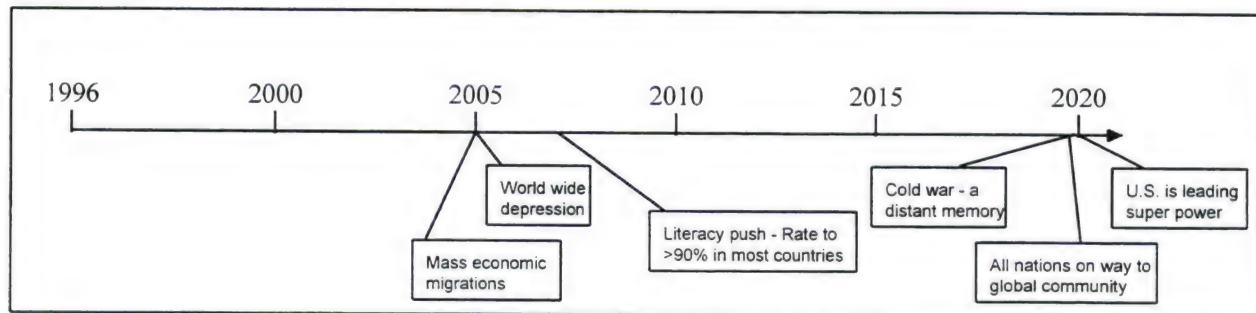 1996 2000 2005 2010 2015 2020
World wide
depression
Mass economic
migrations
Literacy push - Rate to
>90% in most countries
Cold war - a
distant memory
All nations on way to
global community
U.S. is leading
super power